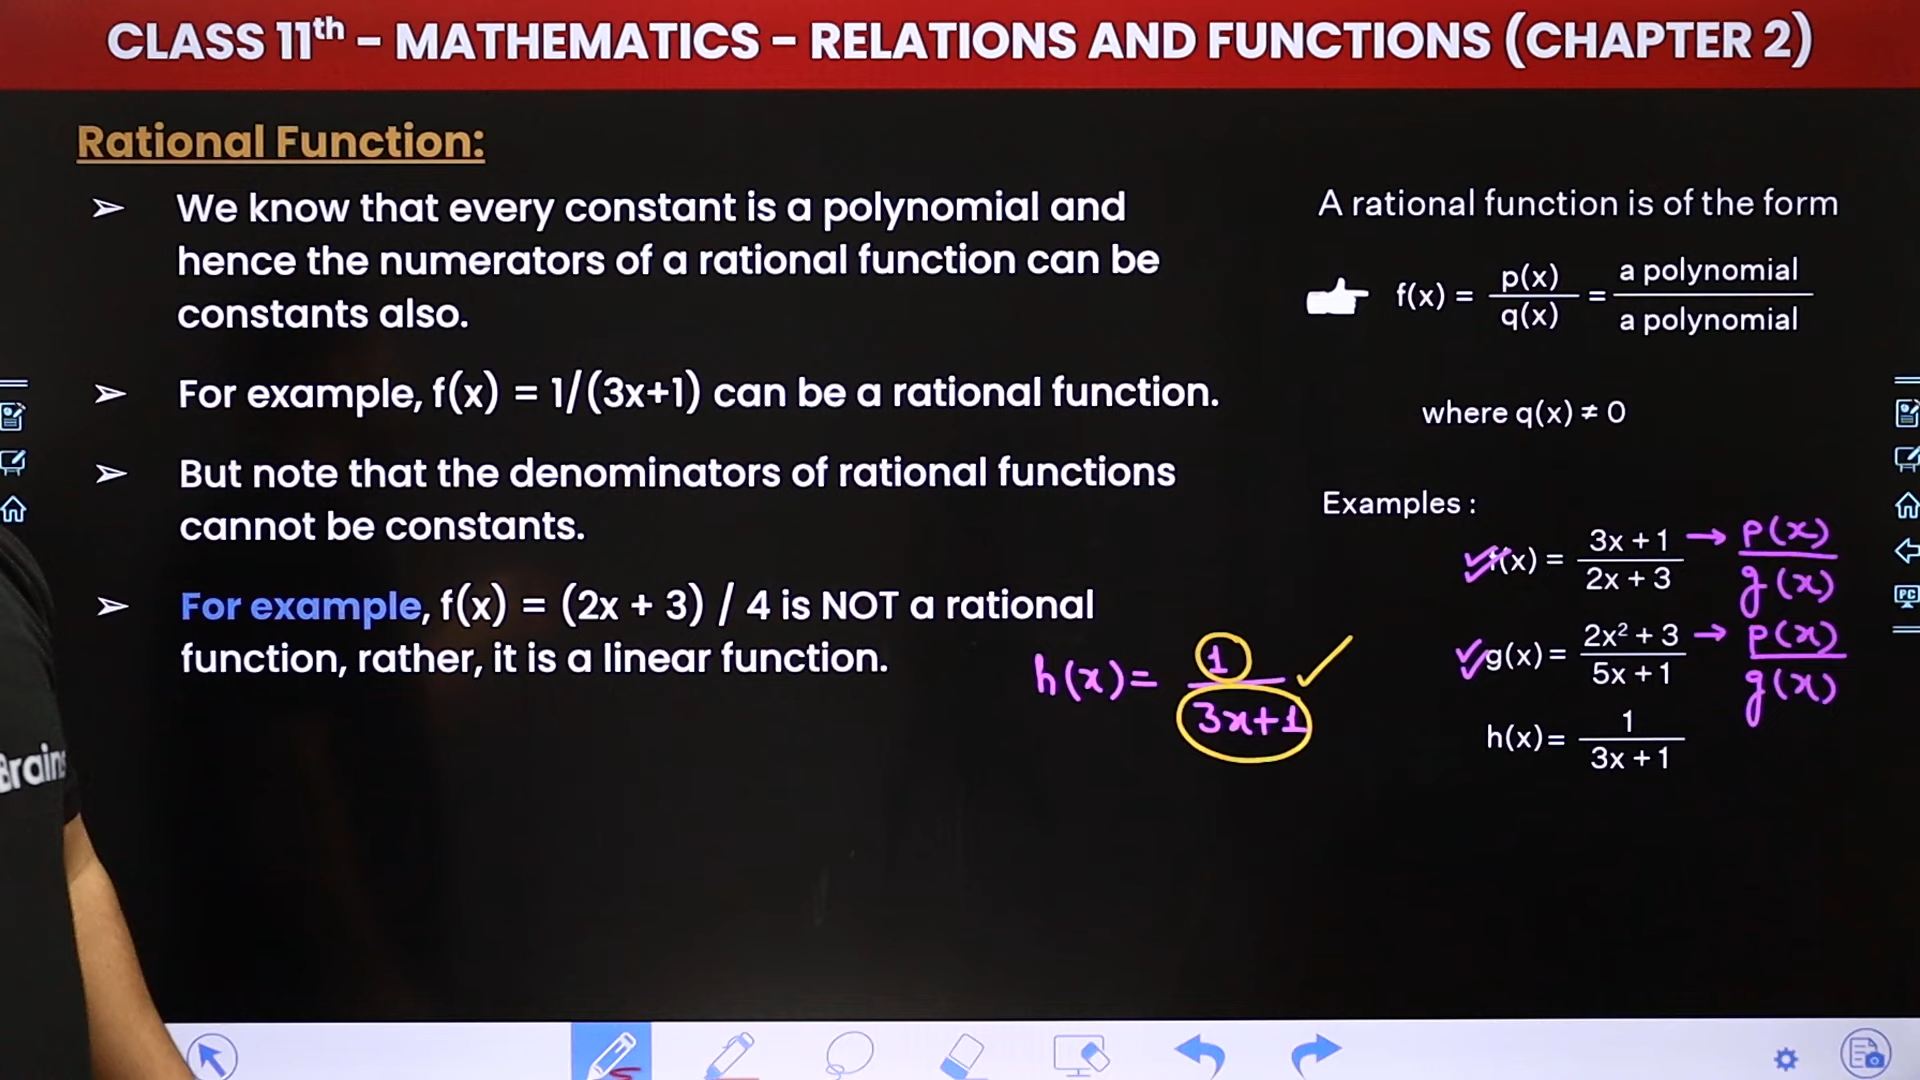 CLASS 11th - MATHEMATICS - RELATIONS AND FUNCTIONS (CHAPTER 2)
Rational Function:
➢ We know that every constant is a polynomial and
hence the numerators of a rational function can be
constants also.
➢ For example, f(x) = 1/(3x+1) can be a rational function.
➢ But note that the denominators of rational functions
cannot be constants.
➢ For example, f(x) = (2x + 3) / 4 is NOT a rational
function, rather, it is a linear function.
h(x) = 1 / 3x+1 ✓
A rational function is of the form
f(x) = p(x) / q(x) = a polynomial / a polynomial
where q(x) ≠ 0
Examples :
f(x) = 3x + 1 / 2x + 3 → p(x) / g(x)
g(x) = 2x² + 3 / 5x + 1 → p(x) / g(x)
h(x) = 1 / 3x + 1
Brains
PC